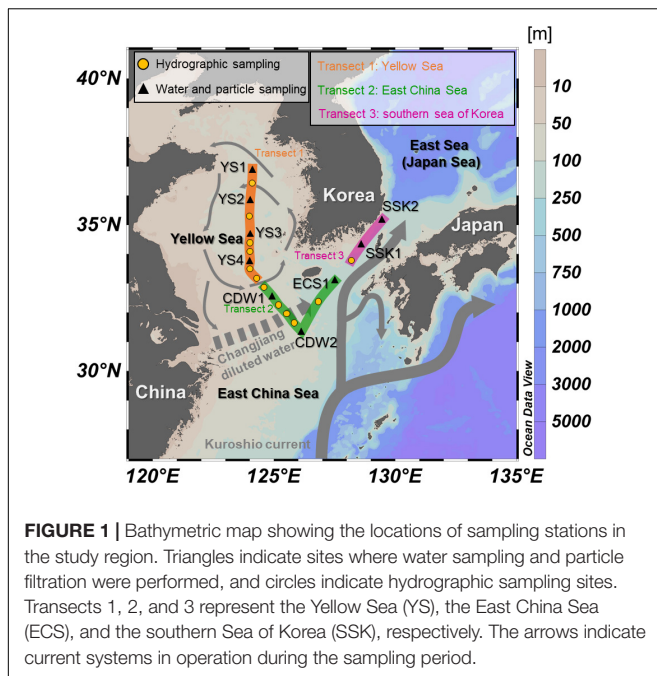 [m]
Hydrographic sampling
Water and particle sampling
Transect 1: Yellow Sea
Transect 2: East China Sea
Transect 3: southern sea of Korea
40°N
35°N
30°N
120°E
125°E
130°E
135°E
10
50
100
250
500
750
1000
2000
3000
5000
Ocean Data View
East Sea
(Japan Sea)
YS1
Transect 1
Korea
YS2
SSK2
Japan
Yellow Sea
YS3
Transect 3
SSK1
YS4
ECS1
CDW1
Transect 2
CDW2
Changjiang
diluted water
China
East China Sea
Kuroshio current
FIGURE 1 | Bathymetric map showing the locations of sampling stations in
the study region. Triangles indicate sites where water sampling and particle
filtration were performed, and circles indicate hydrographic sampling sites.
Transects 1, 2, and 3 represent the Yellow Sea (YS), the East China Sea
(ECS), and the southern Sea of Korea (SSK), respectively. The arrows indicate
current systems in operation during the sampling period.